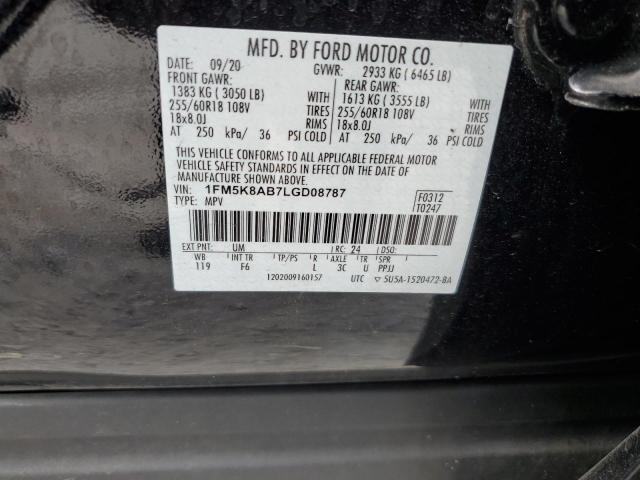 MFD. BY FORD MOTOR CO.
DATE: 09/20 GVWR: 2933 KG ( 6465 LB)
FRONT GAWR: REAR GAWR:
1383 KG ( 3050 LB) WITH 1613 KG ( 3555 LB) WITH
255/60R18 108V TIRES 255/60R18 108V TIRES
18x8.0J RIMS 18x8.0J RIMS
AT 250 kPa/ 36 PSI COLD AT 250 kPa/ 36 PSI COLD
THIS VEHICLE CONFORMS TO ALL APPLICABLE FEDERAL MOTOR
VEHICLE SAFETY STANDARDS IN EFFECT ON THE DATE OF
MANUFACTURE SHOWN ABOVE.
VIN: 1FM5K8AB7LGD08787 F0312
TYPE: MPV T0247
EXT PNT: UM RC: 24 DSO:
WB INT TR TP/PS R AXLE TR SPR
119 F6 L 3C U PPJJ
1202009160157 UTC 5U5A-1520472-BA